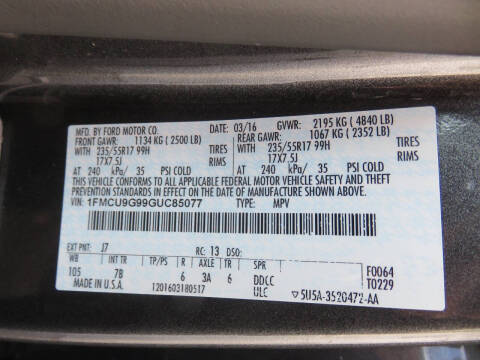 MFD. BY FORD MOTOR CO.
DATE: 03/16 GVWR: 2195 KG ( 4840 LB)
FRONT GAWR: 1134 KG ( 2500 LB) REAR GAWR: 1067 KG ( 2352 LB)
WITH 235/55R17 99H TIRES WITH 235/55R17 99H TIRES
17X7.5J RIMS 17X7.5J RIMS
AT 240 kPa/ 35 PSI COLD AT 240 kPa/ 35 PSI COLD
THIS VEHICLE CONFORMS TO ALL APPLICABLE FEDERAL MOTOR VEHICLE SAFETY AND THEFT
PREVENTION STANDARDS IN EFFECT ON THE DATE OF MANUFACTURE SHOWN ABOVE.
VIN: 1FMCU9G99GUC85077 TYPE: MPV
EXT PNT: J7 RC: 13 DSO:
WB INT TR TP/PS R AXLE TR SPR
105 7B 6 3A 6 DDCC F0064
MADE IN U.S.A. ULC T0229
1201603180517 5U5A-3520472-AA